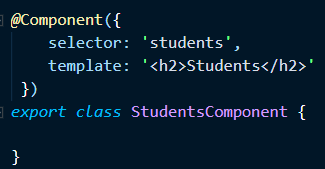 @Component({
    selector: 'students',
    template: '<h2>Students</h2>'
 })
export class StudentsComponent {
}